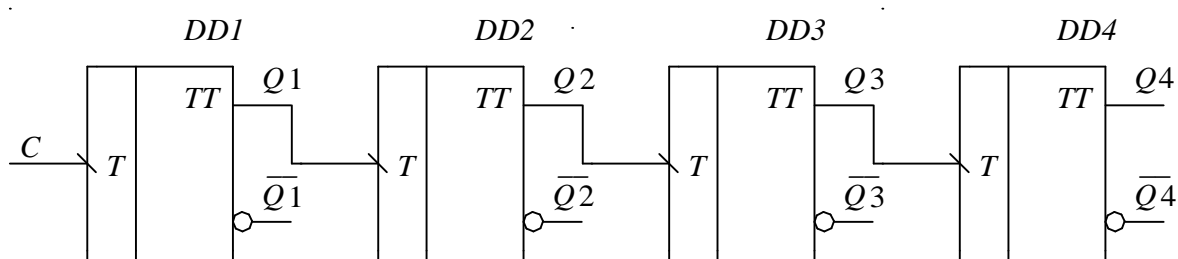 DD1 DD2 DD3 DD4
Q1 Q2 Q3 Q4
TT TT TT TT
C T T T T
Q̅1̅ Q̅2̅ Q̅3̅ Q̅4̅